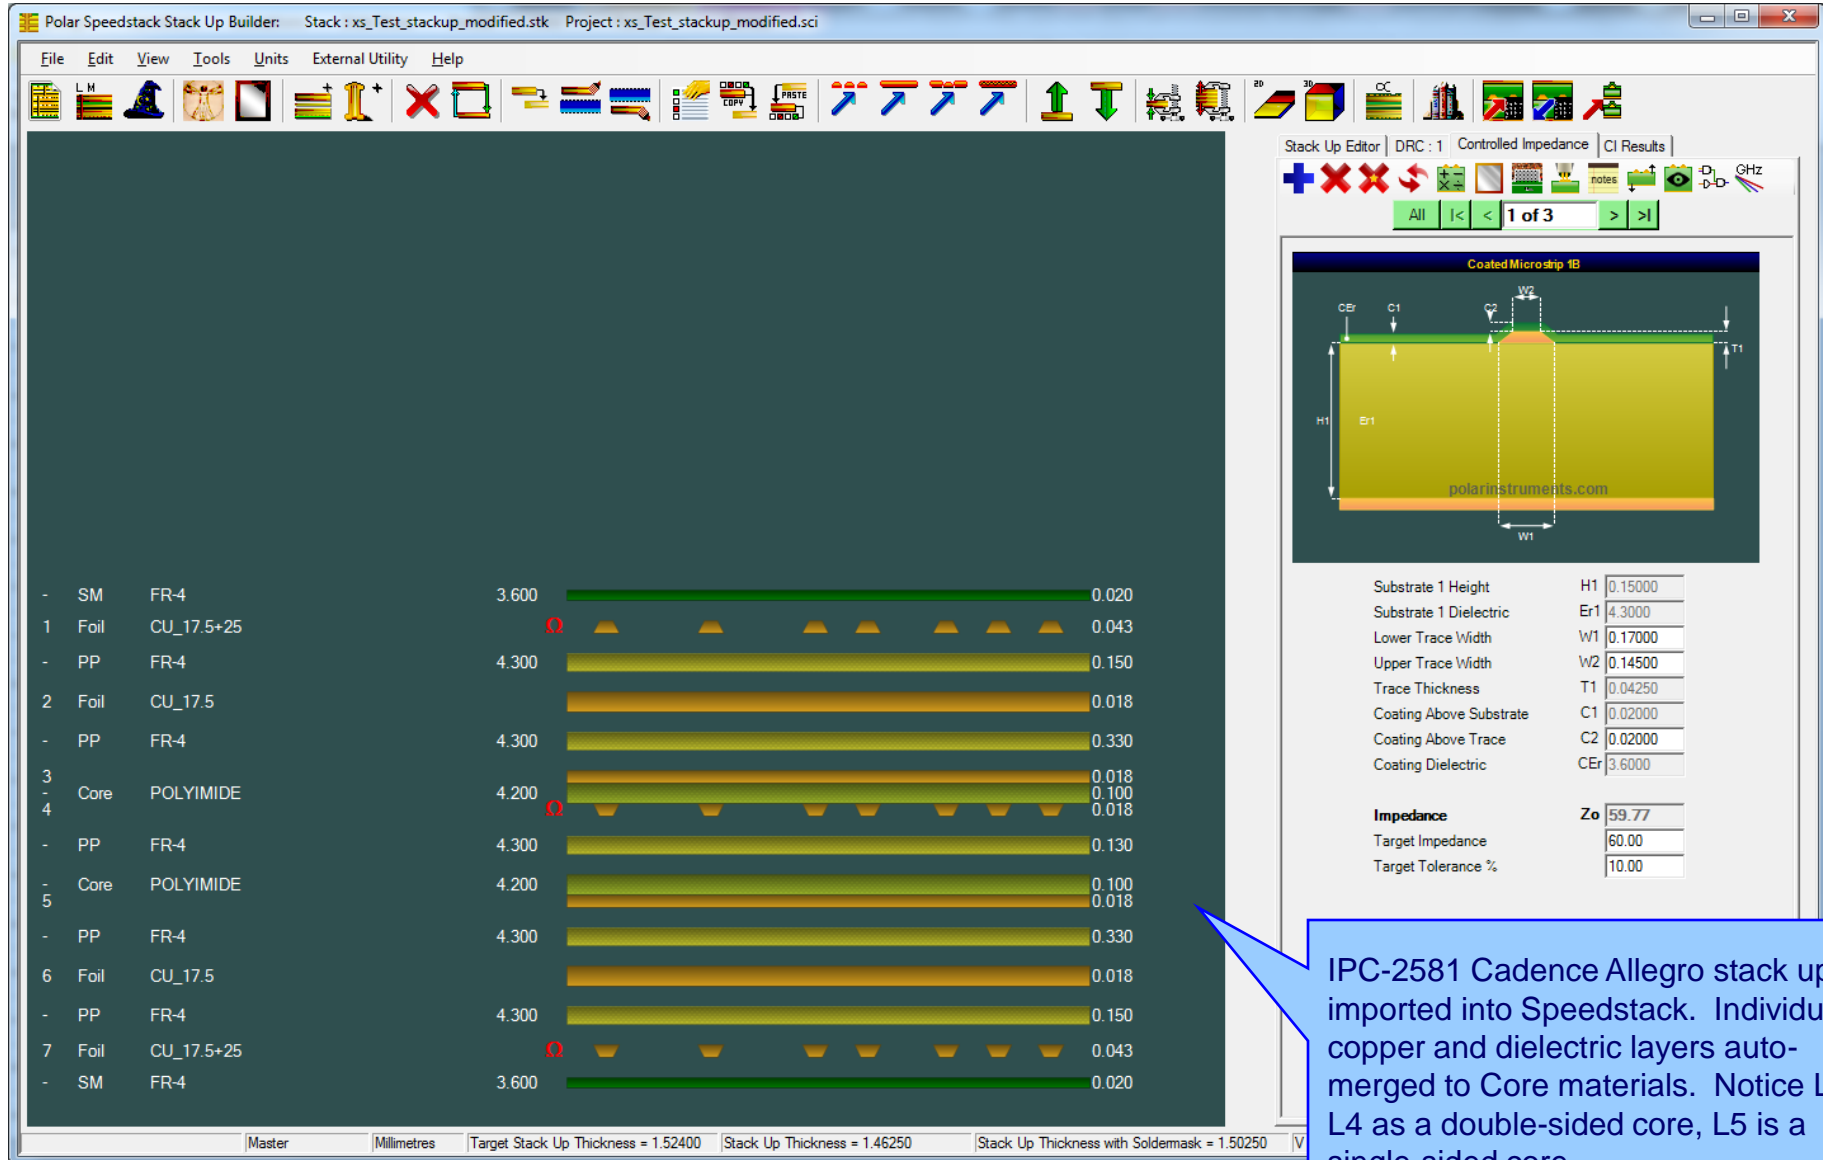 Polar Speedstack Stack Up Builder: Stack : xs_Test_stackup_modified.stk Project : xs_Test_stackup_modified.sci
File Edit View Tools Units External Utility Help
L M
COPY
PASTE
2D
3D
Stack Up Editor DRC : 1 Controlled Impedance CI Results
notes
GHz
All |< < 1 of 3 > >|
Coated Microstrip 1B
W2
CEr C1 C2
T1
H1 Er1
polarinstruments.com
W1
- SM FR-4 3.600 0.020
1 Foil CU_17.5+25 Ω 0.043
- PP FR-4 4.300 0.150
2 Foil CU_17.5 0.018
- PP FR-4 4.300 0.330
3 0.018
- Core POLYIMIDE 4.200 0.100
4 Ω 0.018
- PP FR-4 4.300 0.130
- Core POLYIMIDE 4.200 0.100
5 0.018
- PP FR-4 4.300 0.330
6 Foil CU_17.5 0.018
- PP FR-4 4.300 0.150
7 Foil CU_17.5+25 Ω 0.043
- SM FR-4 3.600 0.020
Substrate 1 Height H1 0.15000
Substrate 1 Dielectric Er1 4.3000
Lower Trace Width W1 0.17000
Upper Trace Width W2 0.14500
Trace Thickness T1 0.04250
Coating Above Substrate C1 0.02000
Coating Above Trace C2 0.02000
Coating Dielectric CEr 3.6000
Impedance Zo 59.77
Target Impedance 60.00
Target Tolerance % 10.00
IPC-2581 Cadence Allegro stack up
imported into Speedstack. Individu
copper and dielectric layers auto-
merged to Core materials. Notice L
L4 as a double-sided core, L5 is a
single-sided core
Master Millimetres Target Stack Up Thickness = 1.52400 Stack Up Thickness = 1.46250 Stack Up Thickness with Soldermask = 1.50250 V